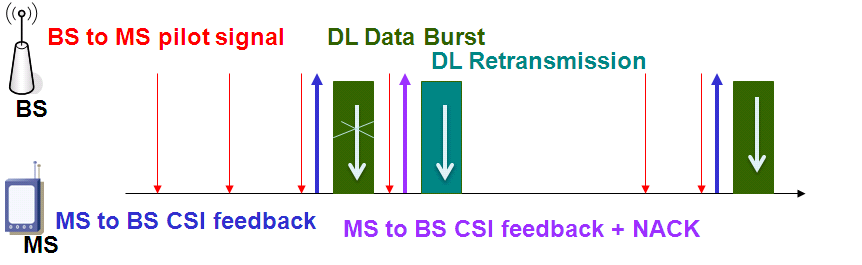 BS to MS pilot signal
DL Data Burst
DL Retransmission
BS
MS to BS CSI feedback
MS to BS CSI feedback + NACK
MS